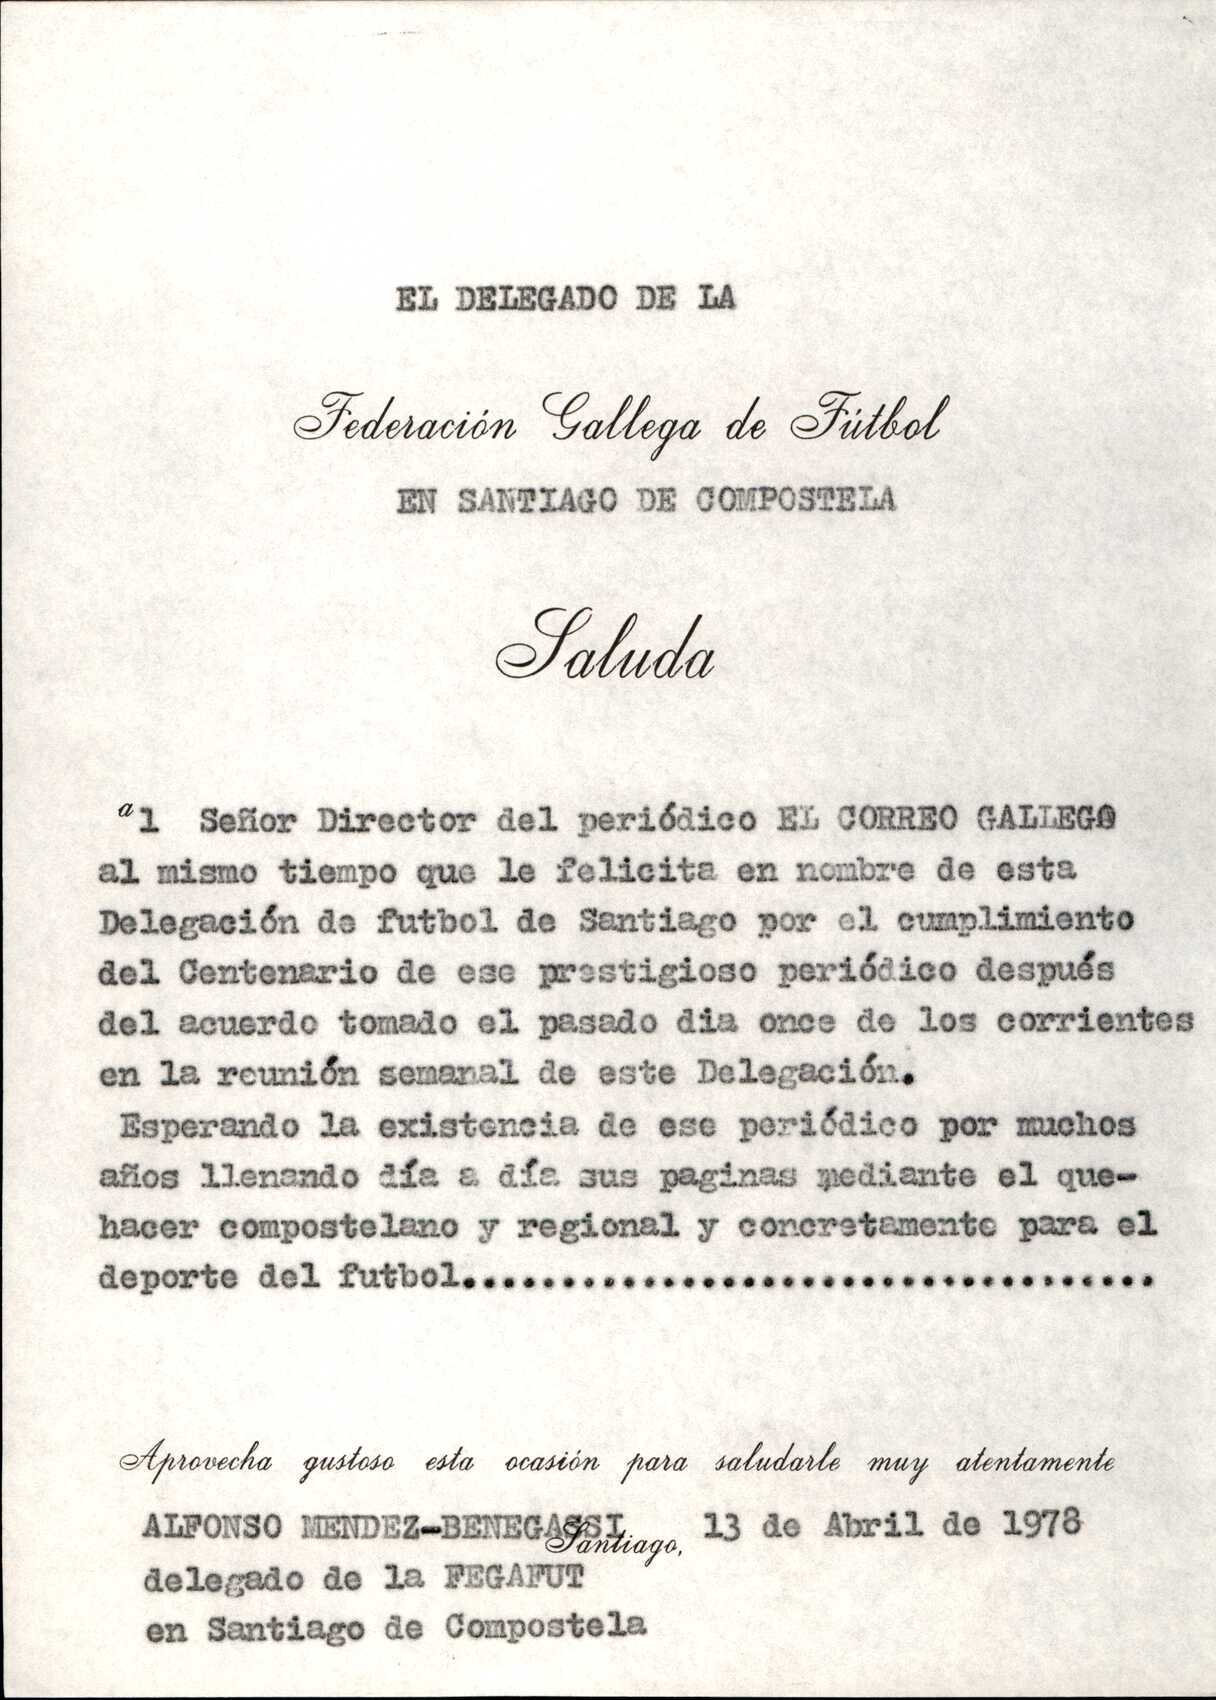 EL DELEGADO DE LA
Federación Gallega de Fútbol
EN SANTIAGO DE COMPOSTELA
Saluda
al Señor Director del periódico EL CORREO GALLEGO
al mismo tiempo que le felicita en nombre de esta
Delegación de futbol de Santiago por el cumplimiento
del Centenario de ese prestigioso periódico después
del acuerdo tomado el pasado dia once de los corrientes
en la reunión semanal de este Delegación.
Esperando la existencia de ese periódico por muchos
años llenando día a día sus paginas mediante el que-
hacer compostelano y regional y concretamente para el
deporte del futbol...................................
Aprovecha gustoso esta ocasión para saludarle muy atentamente
ALFONSO MENDEZ-BENEGASSI Santiago, 13 de Abril de 1978
delegado de la FEGAFUT
en Santiago de Compostela